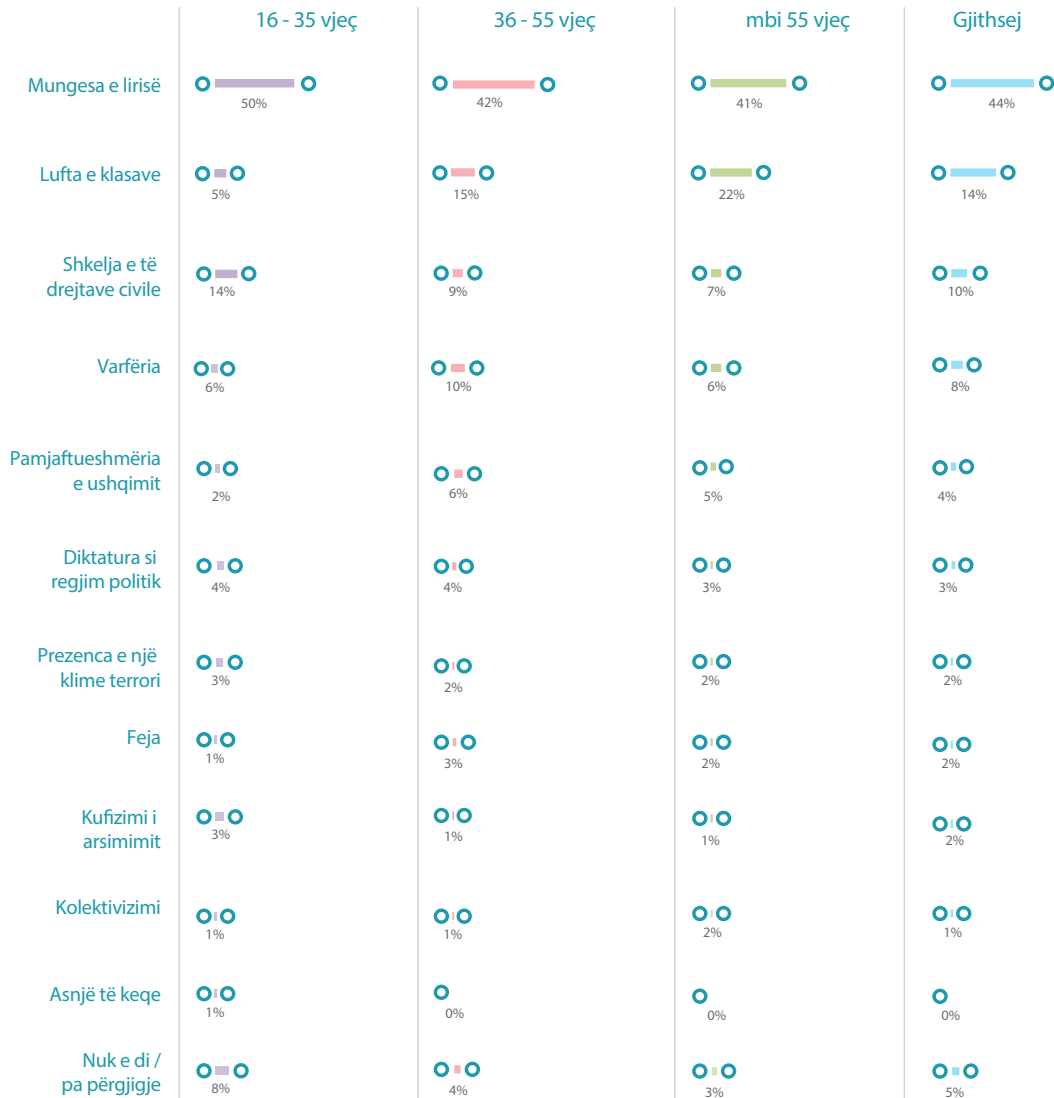 16 - 35 vjeç 36 - 55 vjeç mbi 55 vjeç Gjithsej
Mungesa e lirisë
50% 42% 41% 44%
Lufta e klasave
5% 15% 22% 14%
Shkelja e të
drejtave civile
14% 9% 7% 10%
Varfëria
6% 10% 6% 8%
Pamjaftueshmëria
e ushqimit
2% 6% 5% 4%
Diktatura si
regjim politik
4% 4% 3% 3%
Prezenca e një
klime terrori
3% 2% 2% 2%
Feja
1% 3% 2% 2%
Kufizimi i
arsimimit
3% 1% 1% 2%
Kolektivizimi
1% 1% 2% 1%
Asnjë të keqe
1% 0% 0% 0%
Nuk e di /
pa përgjigje
8% 4% 3% 5%